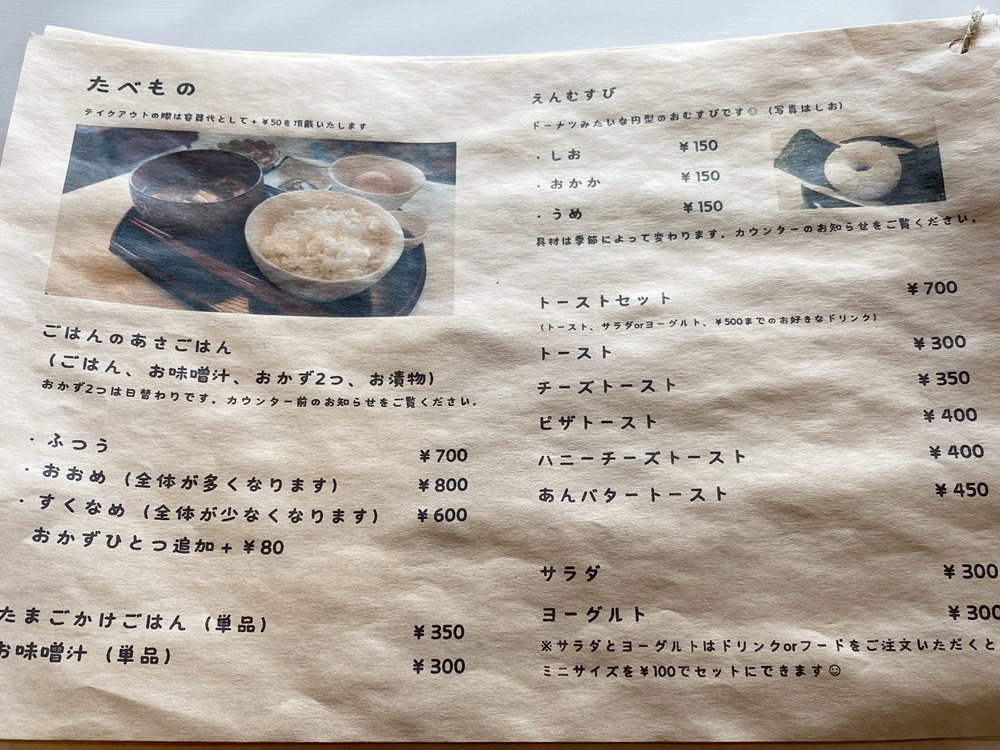 たべもの
テイクアウトの際は容器代として+¥50を頂戴いたします
ごはんのあさごはん
(ごはん、お味噌汁、おかず2つ、お漬物)
おかず2つは日替わりです。カウンター前のお知らせをご覧ください。
・ふつう ¥700
・おおめ (全体が多くなります) ¥800
・すくなめ (全体が少なくなります) ¥600
おかずひとつ追加+¥80
たまごかけごはん (単品) ¥350
お味噌汁 (単品) ¥300
えんむすび
ドーナツみたいな円型のおむすびです☺ (写真はしお)
・しお ¥150
・おかか ¥150
・うめ ¥150
具材は季節によって変わります。カウンターのお知らせをご覧ください。
トーストセット ¥700
(トースト、サラダorヨーグルト、¥500までのお好きなドリンク)
トースト ¥300
チーズトースト ¥350
ピザトースト ¥400
ハニーチーズトースト ¥400
あんバタートースト ¥450
サラダ ¥300
ヨーグルト ¥300
※サラダとヨーグルトはドリンクorフードをご注文いただくと
ミニサイズを¥100でセットにできます☺